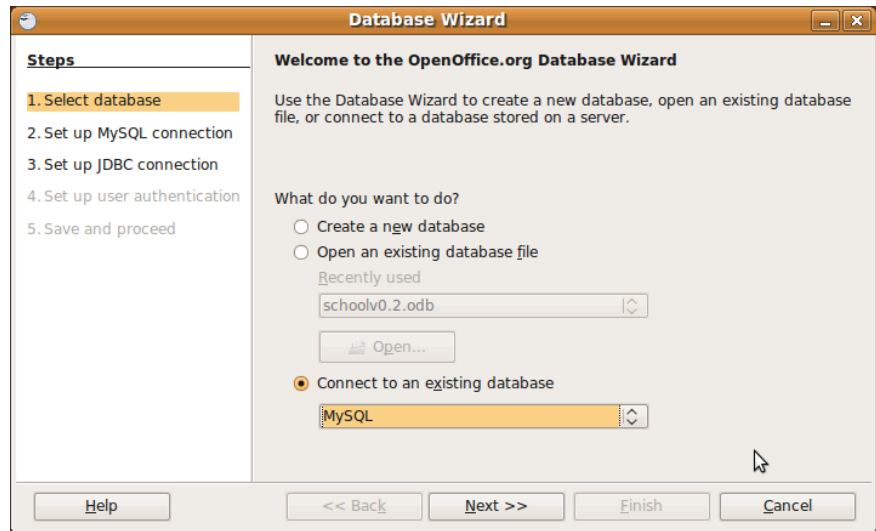 Database Wizard
Steps
1. Select database
2. Set up MySQL connection
3. Set up JDBC connection
4. Set up user authentication
5. Save and proceed
Welcome to the OpenOffice.org Database Wizard
Use the Database Wizard to create a new database, open an existing database
file, or connect to a database stored on a server.
What do you want to do?
Create a new database
Open an existing database file
Recently used
schoolv0.2.odb
Open...
Connect to an existing database
MySQL
Help
<< Back
Next >>
Finish
Cancel